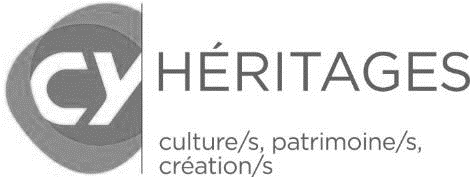 CY HÉRITAGES
culture/s, patrimoine/s,
création/s